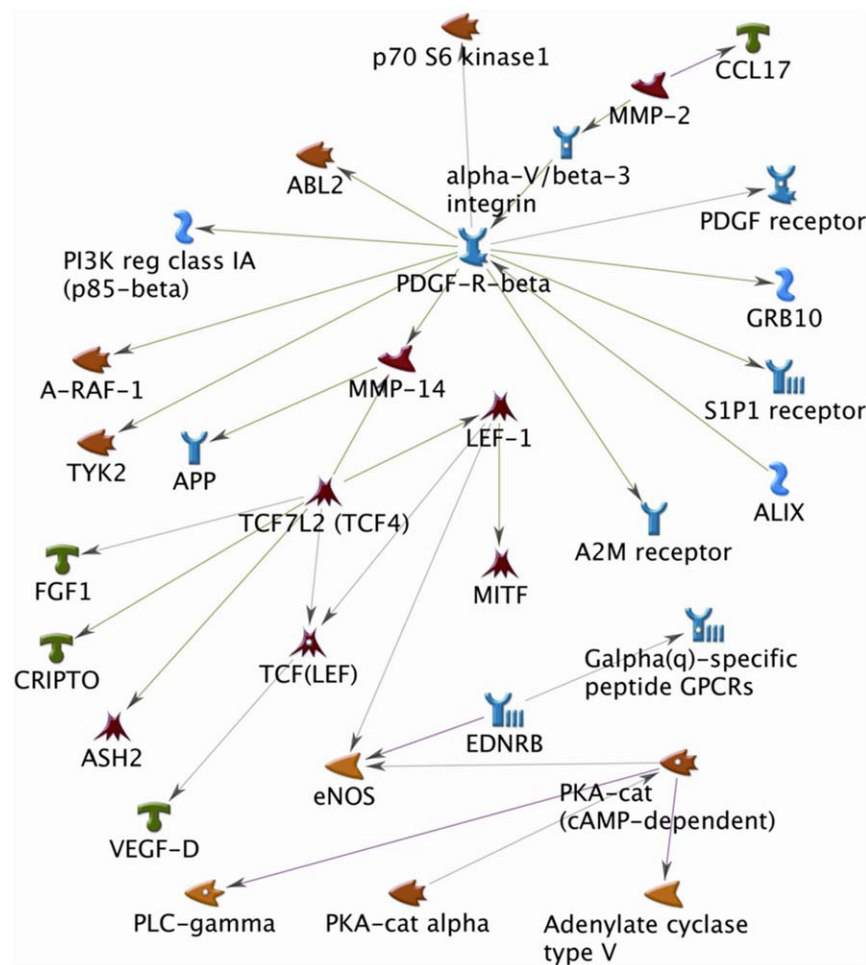 p70 S6 kinase1
CCL17
MMP-2
ABL2
alpha-V/beta-3
integrin
PDGF receptor
PI3K reg class IA
(p85-beta)
PDGF-R-beta
GRB10
A-RAF-1
MMP-14
S1P1 receptor
LEF-1
TYK2
APP
ALIX
TCF7L2 (TCF4)
A2M receptor
FGF1
MITF
CRIPTO
TCF(LEF)
Galpha(q)-specific
peptide GPCRs
ASH2
EDNRB
eNOS
PKA-cat
(cAMP-dependent)
VEGF-D
PLC-gamma
PKA-cat alpha
Adenylate cyclase
type V